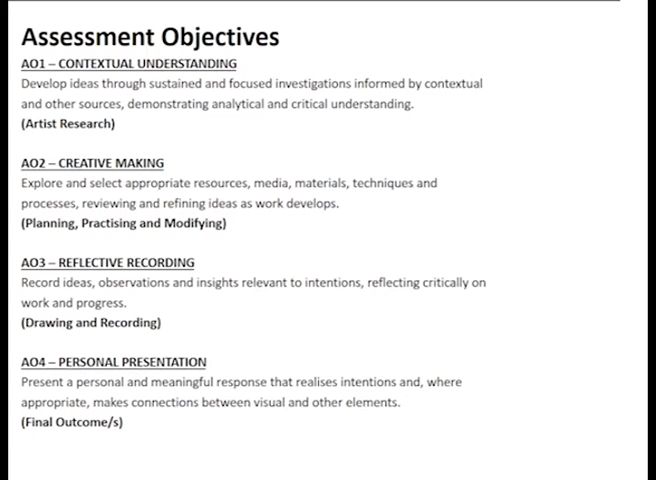 Assessment Objectives
AO1 – CONTEXTUAL UNDERSTANDING
Develop ideas through sustained and focused investigations informed by contextual
and other sources, demonstrating analytical and critical understanding.
(Artist Research)
AO2 – CREATIVE MAKING
Explore and select appropriate resources, media, materials, techniques and
processes, reviewing and refining ideas as work develops.
(Planning, Practising and Modifying)
AO3 – REFLECTIVE RECORDING
Record ideas, observations and insights relevant to intentions, reflecting critically on
work and progress.
(Drawing and Recording)
AO4 – PERSONAL PRESENTATION
Present a personal and meaningful response that realises intentions and, where
appropriate, makes connections between visual and other elements.
(Final Outcome/s)